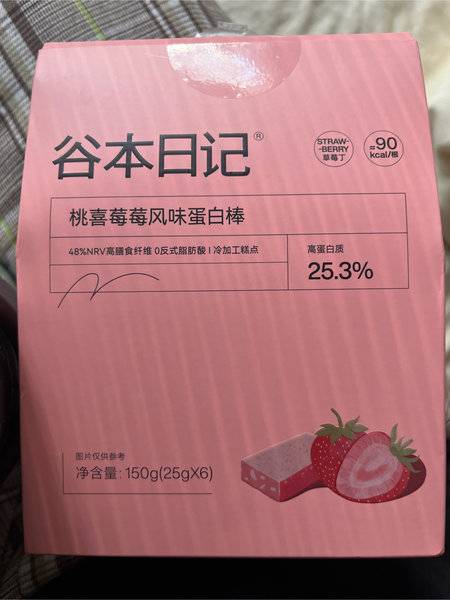 谷本日记®
STRAW-
-BERRY
草莓丁
≈90
kcal/根
桃喜莓莓风味蛋白棒
48%NRV高膳食纤维 0反式脂肪酸 | 冷加工糕点
高蛋白质
25.3%
图片仅供参考
净含量: 150g(25gX6)